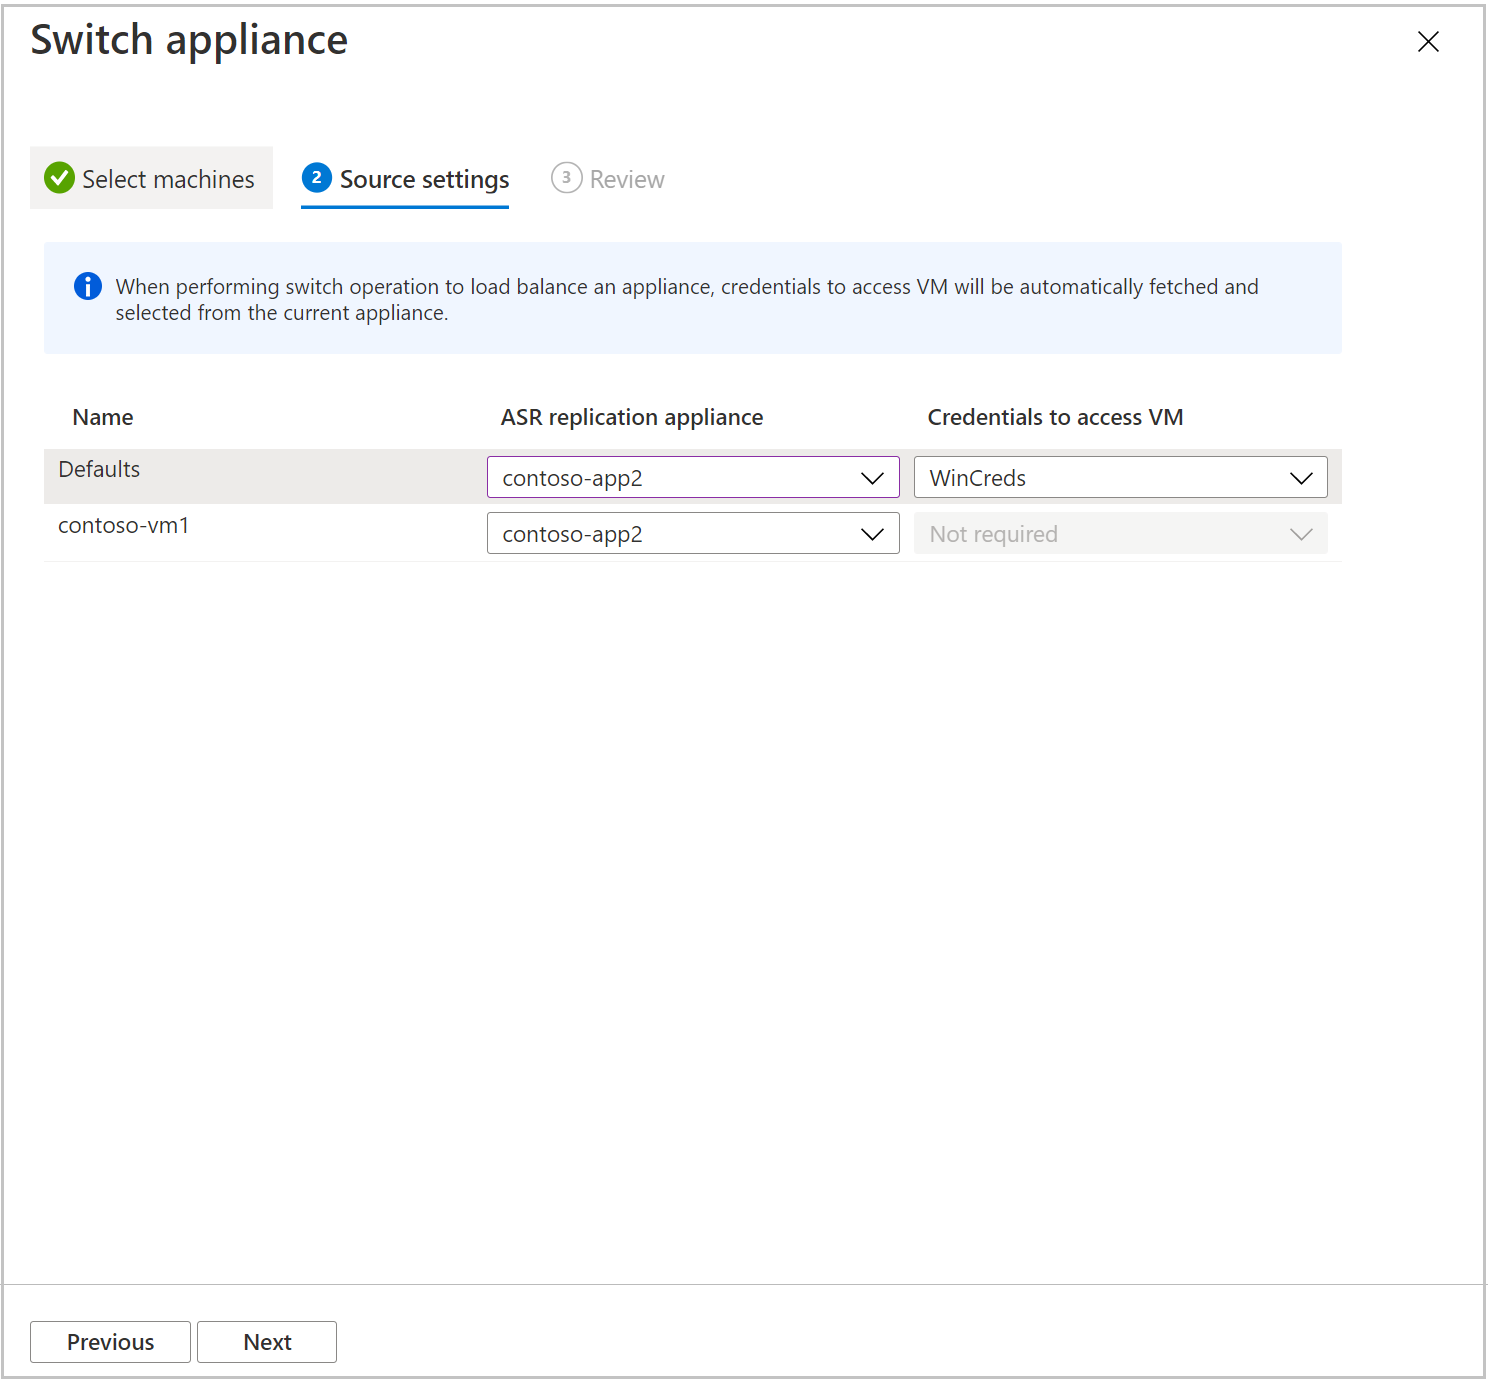 Switch appliance
Select machines
2 Source settings
3 Review
When performing switch operation to load balance an appliance, credentials to access VM will be automatically fetched and
selected from the current appliance.
Name ASR replication appliance Credentials to access VM
Defaults contoso-app2 WinCreds
contoso-vm1 contoso-app2 Not required
Previous Next